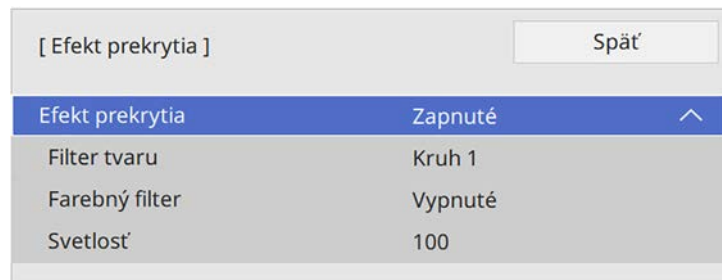 [ Efekt prekrytia ] Späť
Efekt prekrytia Zapnuté
Filter tvaru Kruh 1
Farebný filter Vypnuté
Svetlosť 100